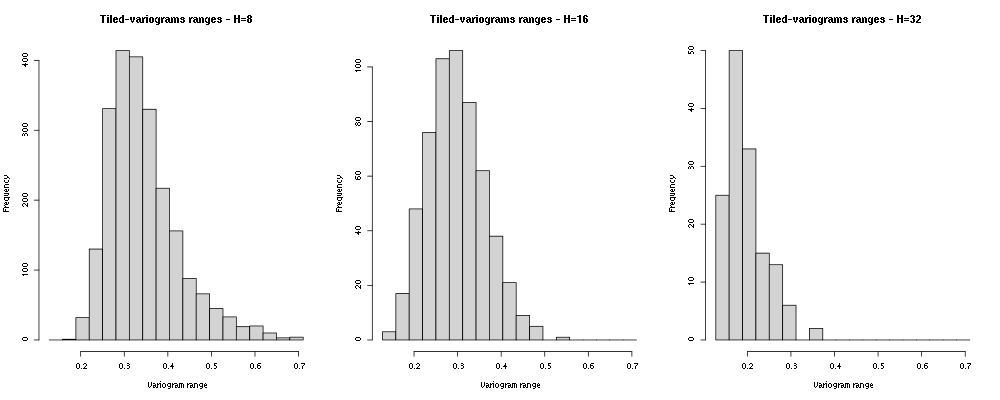 Tiled-variograms ranges - H=8
Frequency
400
300
200
100
0
0.2 0.3 0.4 0.5 0.6 0.7
Variogram range
Tiled-variograms ranges - H=16
Frequency
100
80
60
40
20
0
0.2 0.3 0.4 0.5 0.6 0.7
Variogram range
Tiled-variograms ranges - H=32
Frequency
50
40
30
20
10
0
0.2 0.3 0.4 0.5 0.6 0.7
Variogram range